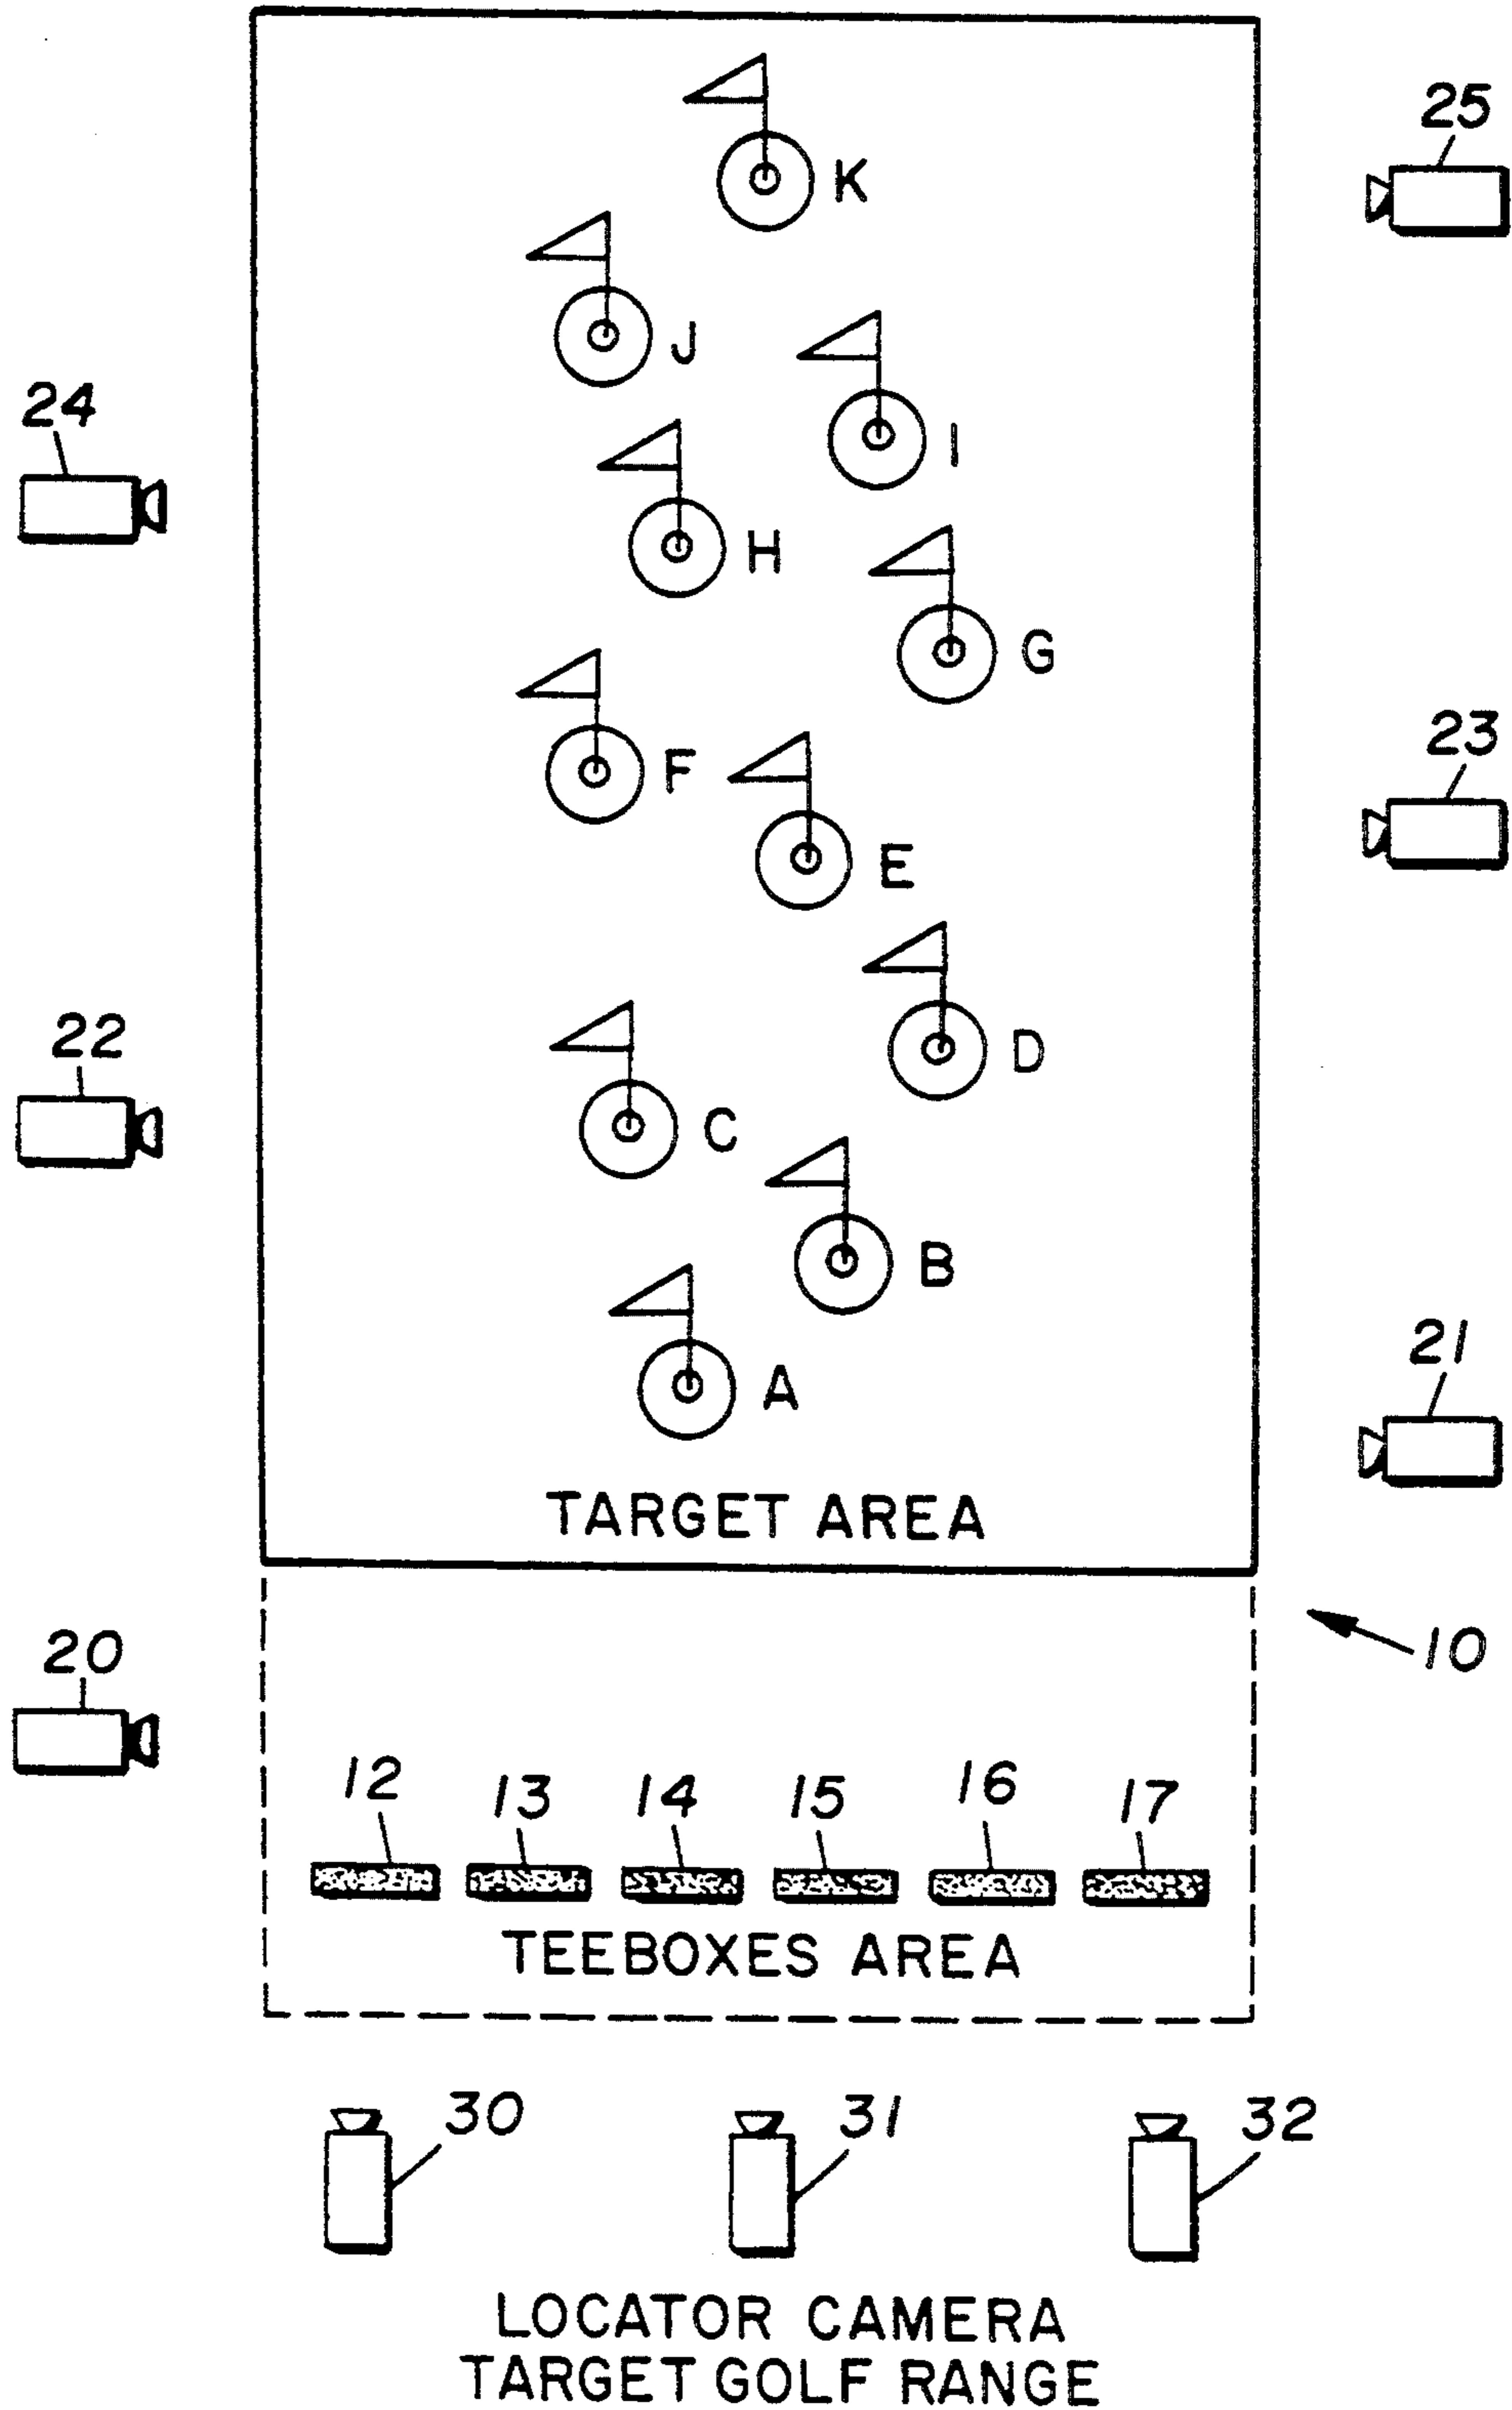 25
K
J
24
I
H
G
23
F
E
22
D
C
B
21
A
TARGET AREA
10
20
12 13 14 15 16 17
TEEBOXES AREA
30 31 32
LOCATOR CAMERA
TARGET GOLF RANGE